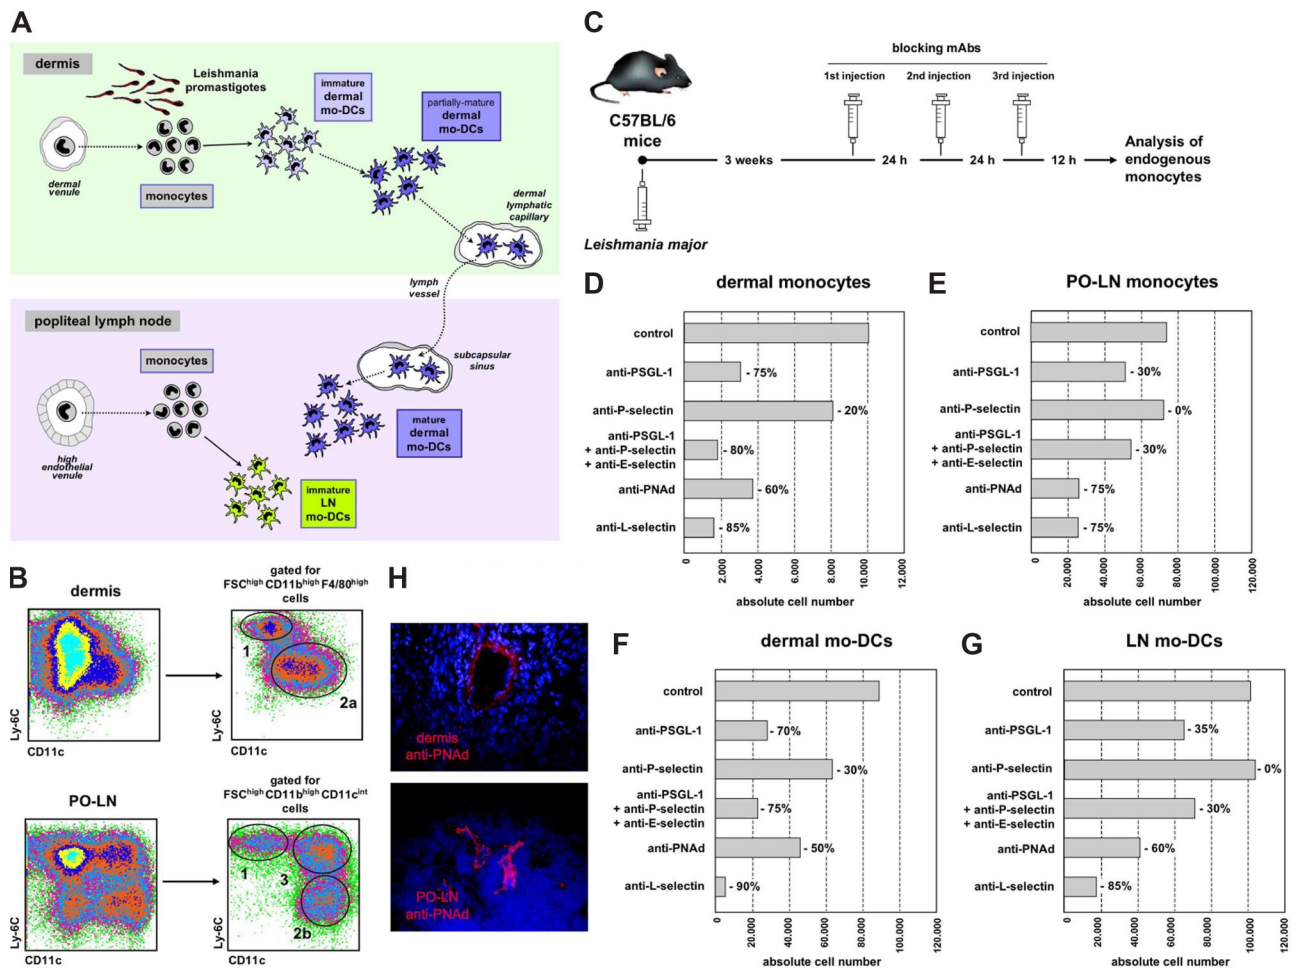 A
dermis
Leishmania
promastigotes
immature
dermal
mo-DCs
partially-mature
dermal
mo-DCs
dermal
venule
monocytes
dermal
lymphatic
capillary
lymph
vessel
popliteal lymph node
monocytes
subcapsular
sinus
high
endothelial
venule
mature
dermal
mo-DCs
immature
LN
mo-DCs
B
dermis
gated for
FSChigh CD11bhigh F4/80high
cells
Ly-6C
CD11c
1
2a
Ly-6C
CD11c
PO-LN
gated for
FSChigh CD11bhigh CD11cint
cells
Ly-6C
CD11c
1
3
2b
Ly-6C
CD11c
C
C57BL/6
mice
Leishmania major
blocking mAbs
1st injection 2nd injection 3rd injection
3 weeks 24 h 24 h 12 h
Analysis of
endogenous
monocytes
D
dermal monocytes
control
anti-PSGL-1
- 75%
anti-P-selectin
- 20%
anti-PSGL-1
+ anti-P-selectin
+ anti-E-selectin
- 80%
anti-PNAd
- 60%
anti-L-selectin
- 85%
0 2.000 4.000 6.000 8.000 10.000 12.000
absolute cell number
E
PO-LN monocytes
control
anti-PSGL-1
- 30%
anti-P-selectin
- 0%
anti-PSGL-1
+ anti-P-selectin
+ anti-E-selectin
- 30%
anti-PNAd
- 75%
anti-L-selectin
- 75%
0 20.000 40.000 60.000 80.000 100.000 120.000
absolute cell number
H
dermis
anti-PNAd
PO-LN
anti-PNAd
F
dermal mo-DCs
control
anti-PSGL-1
- 70%
anti-P-selectin
- 30%
anti-PSGL-1
+ anti-P-selectin
+ anti-E-selectin
- 75%
anti-PNAd
- 50%
anti-L-selectin
- 90%
0 20.000 40.000 60.000 80.000 100.000 120.000
absolute cell number
G
LN mo-DCs
control
anti-PSGL-1
- 35%
anti-P-selectin
- 0%
anti-PSGL-1
+ anti-P-selectin
+ anti-E-selectin
- 30%
anti-PNAd
- 60%
anti-L-selectin
- 85%
0 20.000 40.000 60.000 80.000 100.000 120.000
absolute cell number